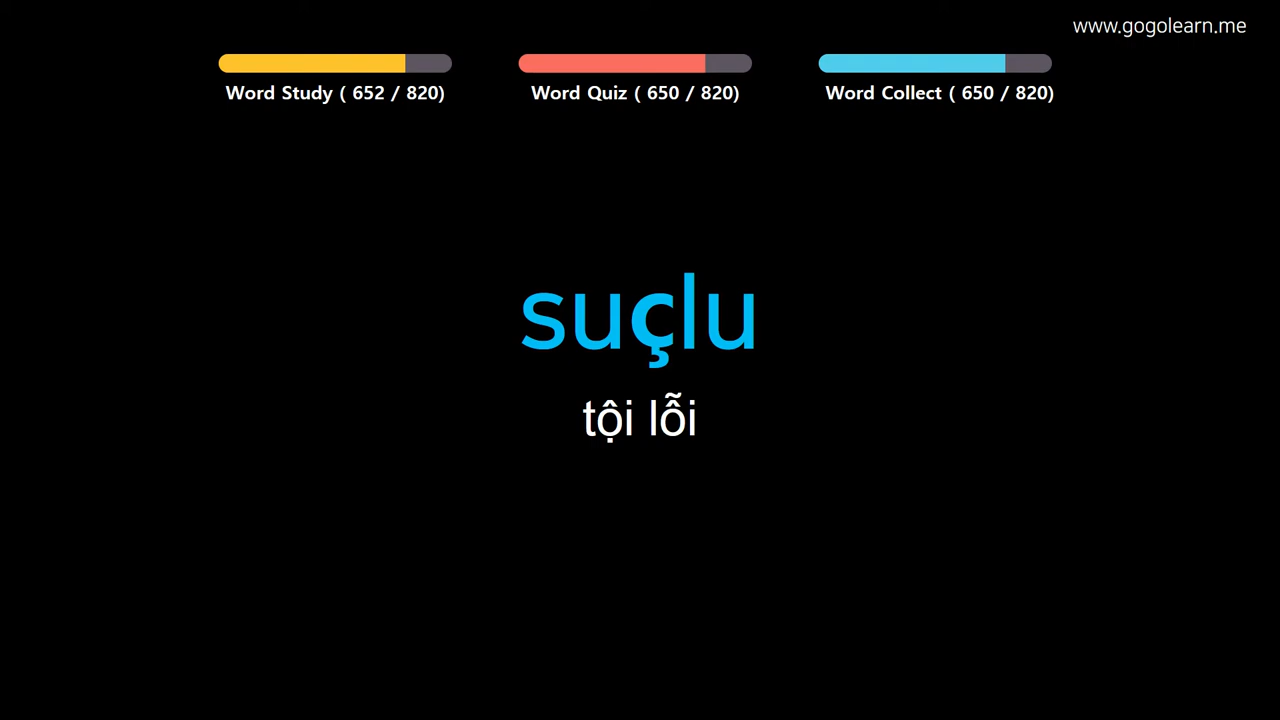 www.gogolearn.me
Word Study ( 652 / 820)
Word Quiz ( 650 / 820)
Word Collect ( 650 / 820)
suçlu
tội lỗi